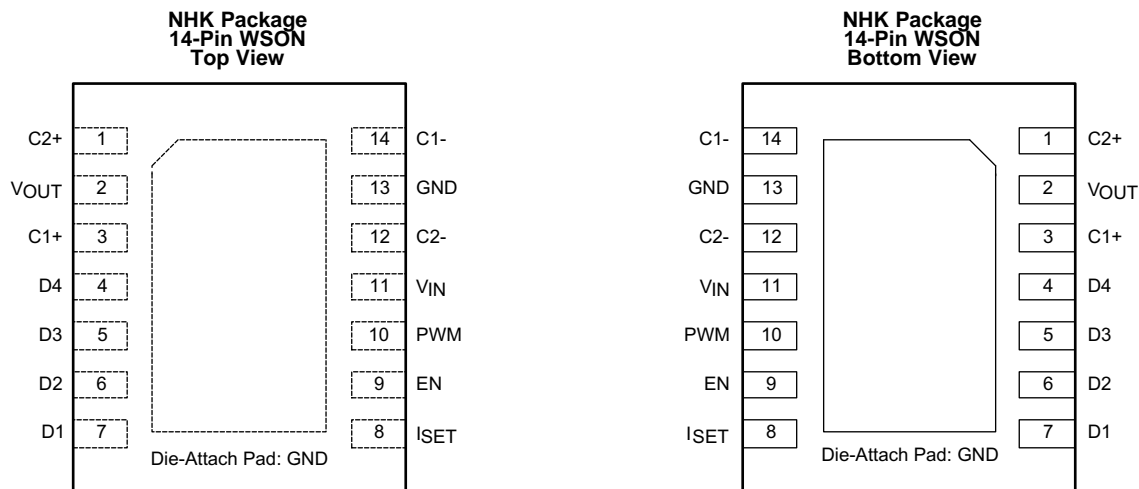 NHK Package
14-Pin WSON
Top View
C2+ 1 14 C1-
VOUT 2 13 GND
C1+ 3 12 C2-
D4 4 11 VIN
D3 5 10 PWM
D2 6 9 EN
D1 7 8 ISET
Die-Attach Pad: GND
NHK Package
14-Pin WSON
Bottom View
C1- 14 1 C2+
GND 13 2 VOUT
C2- 12 3 C1+
VIN 11 4 D4
PWM 10 5 D3
EN 9 6 D2
ISET 8 7 D1
Die-Attach Pad: GND